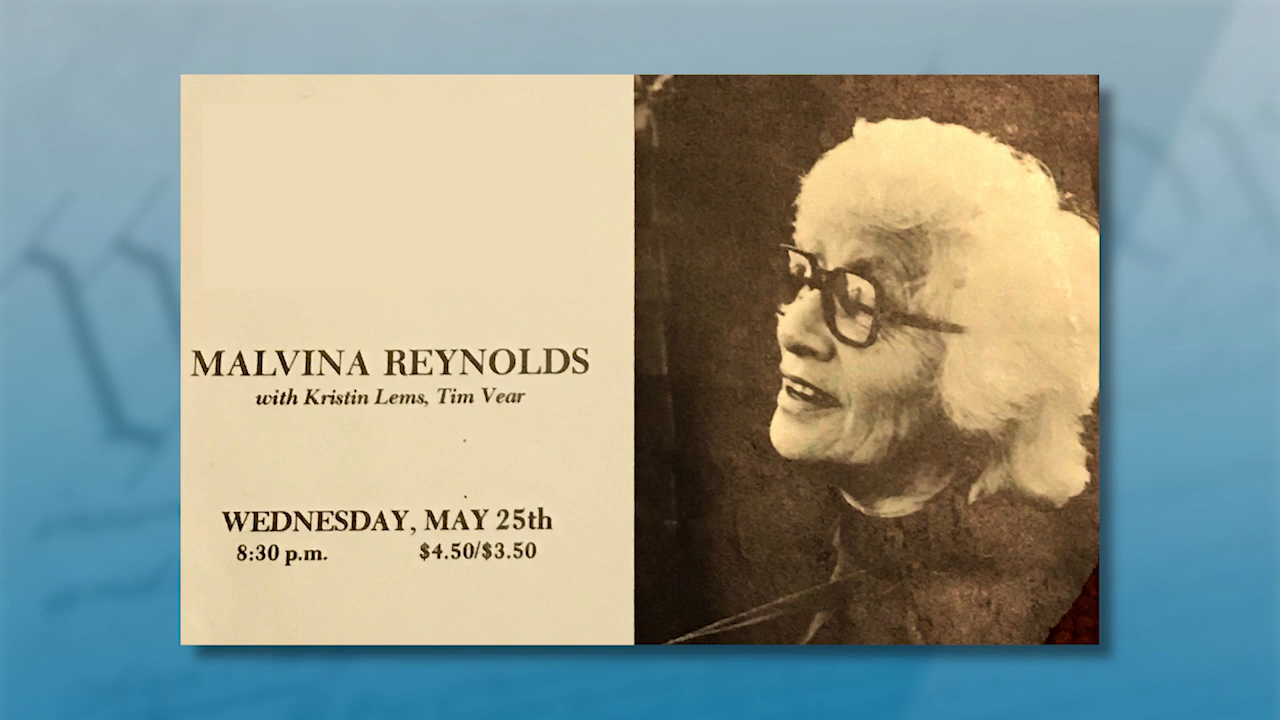 MALVINA REYNOLDS
with Kristin Lems, Tim Vear
WEDNESDAY, MAY 25th
8:30 p.m. $4.50/$3.50